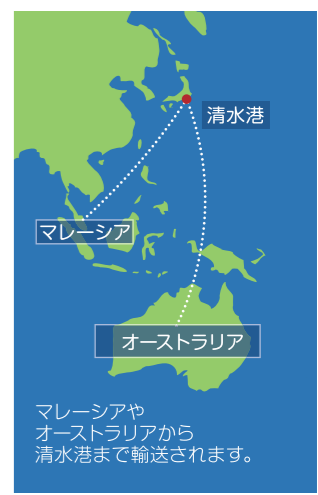 清水港
マレーシア
オーストラリア
マレーシアや
オーストラリアから
清水港まで輸送されます。